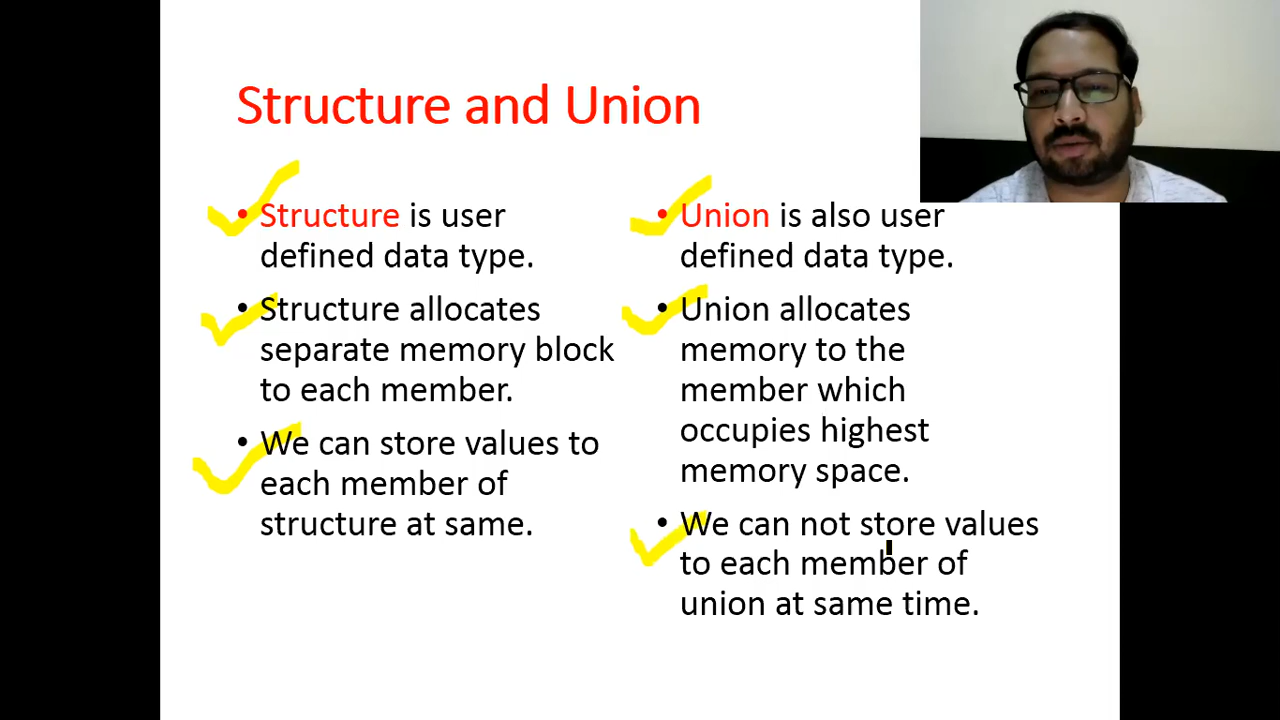 Structure and Union
• Structure is user
defined data type.
• Structure allocates
separate memory block
to each member.
• We can store values to
each member of
structure at same.
• Union is also user
defined data type.
• Union allocates
memory to the
member which
occupies highest
memory space.
• We can not store values
to each member of
union at same time.